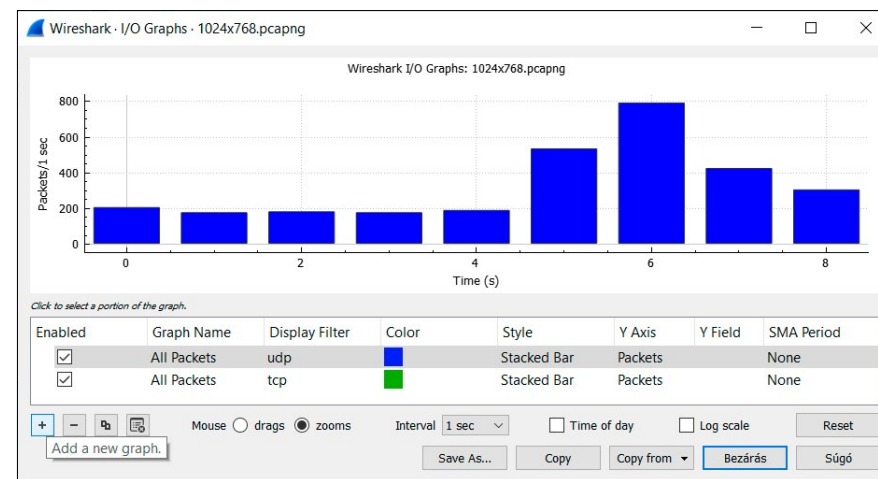 Wireshark · I/O Graphs · 1024x768.pcapng
Wireshark I/O Graphs: 1024x768.pcapng
Packets/1 sec
800
600
400
200
0
0 2 4 6 8
Time (s)
Click to select a portion of the graph.
Enabled Graph Name Display Filter Color Style Y Axis Y Field SMA Period
All Packets udp Stacked Bar Packets None
All Packets tcp Stacked Bar Packets None
+ − Mouse drags zooms Interval 1 sec Time of day Log scale Reset
Add a new graph.
Save As... Copy Copy from Bezárás Súgó